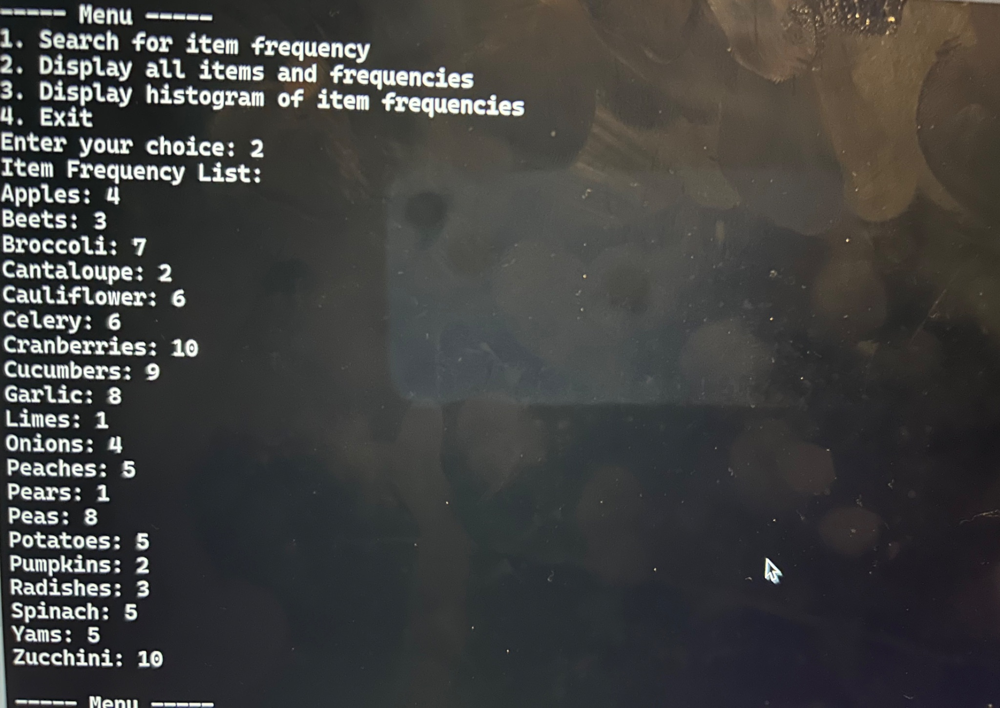 ----- Menu -----
1. Search for item frequency
2. Display all items and frequencies
3. Display histogram of item frequencies
4. Exit
Enter your choice: 2
Item Frequency List:
Apples: 4
Beets: 3
Broccoli: 7
Cantaloupe: 2
Cauliflower: 6
Celery: 6
Cranberries: 10
Cucumbers: 9
Garlic: 8
Limes: 1
Onions: 4
Peaches: 5
Pears: 1
Peas: 8
Potatoes: 5
Pumpkins: 2
Radishes: 3
Spinach: 5
Yams: 5
Zucchini: 10
----- Menu -----